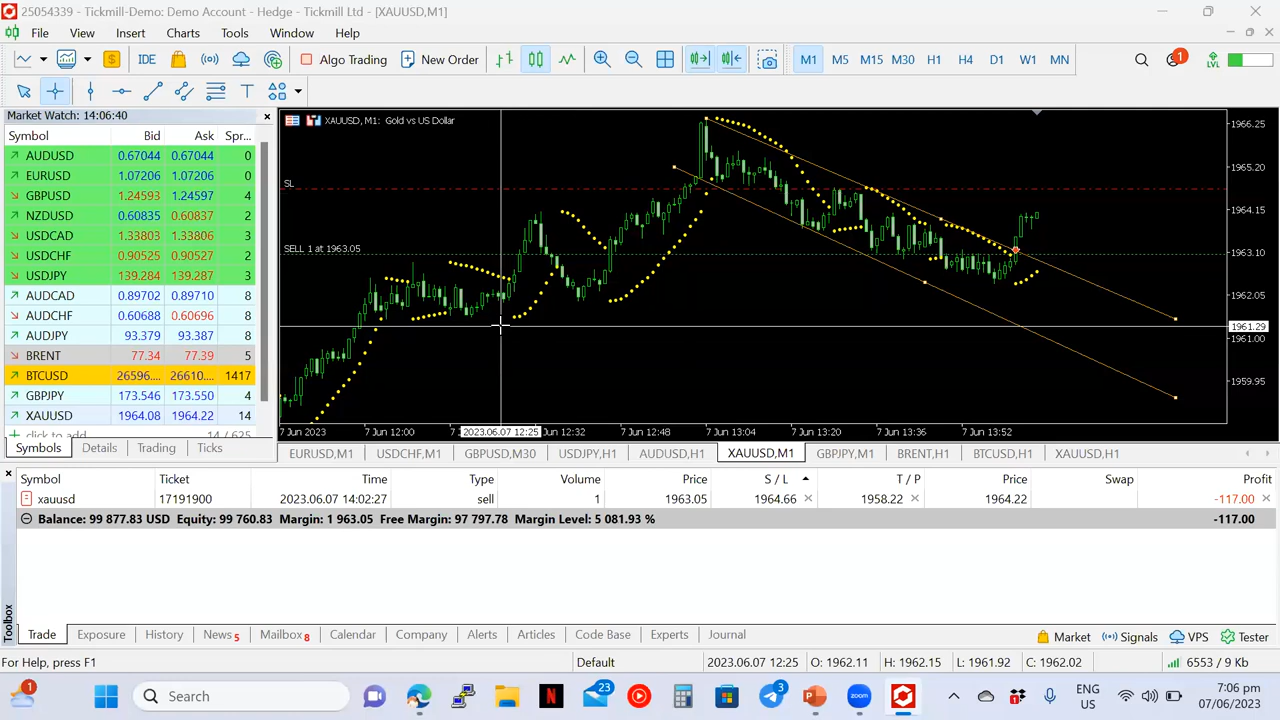 25054339 - Tickmill-Demo: Demo Account - Hedge - Tickmill Ltd - [XAUUSD,M1]
File View Insert Charts Tools Window Help
IDE Algo Trading New Order M1 M5 M15 M30 H1 H4 D1 W1 MN 1 LVL
T
Market Watch: 14:06:40
Symbol Bid Ask Spr...
AUDUSD 0.67044 0.67044 0
EURUSD 1.07206 1.07206 0
GBPUSD 1.24593 1.24597 4
NZDUSD 0.60835 0.60837 2
USDCAD 1.33803 1.33806 3
USDCHF 0.90525 0.90527 2
USDJPY 139.284 139.287 3
AUDCAD 0.89702 0.89710 8
AUDCHF 0.60688 0.60696 8
AUDJPY 93.379 93.387 8
BRENT 77.34 77.39 5
BTCUSD 26596.... 26610.... 1417
GBPJPY 173.546 173.550 4
XAUUSD 1964.08 1964.22 14
click to add 14 / 625
Symbols Details Trading Ticks
XAUUSD, M1: Gold vs US Dollar
SL
SELL 1 at 1963.05
1966.25
1965.20
1964.15
1963.10
1962.05
1961.29
1961.00
1959.95
7 Jun 2023 7 Jun 12:00 2023.06.07 12:25 7 Jun 12:32 7 Jun 12:48 7 Jun 13:04 7 Jun 13:20 7 Jun 13:36 7 Jun 13:52
EURUSD,M1 USDCHF,M1 GBPUSD,M30 USDJPY,H1 AUDUSD,H1 XAUUSD,M1 GBPJPY,M1 BRENT,H1 BTCUSD,H1 XAUUSD,H1
Symbol Ticket Time Type Volume Price S / L T / P Price Swap Profit
xauusd 17191900 2023.06.07 14:02:27 sell 1 1963.05 1964.66 1958.22 1964.22 -117.00
Balance: 99 877.83 USD Equity: 99 760.83 Margin: 1 963.05 Free Margin: 97 797.78 Margin Level: 5 081.93 % -117.00
Toolbox
Trade Exposure History News 5 Mailbox 8 Calendar Company Alerts Articles Code Base Experts Journal Market Signals VPS Tester
For Help, press F1 Default 2023.06.07 12:25 O: 1962.11 H: 1962.15 L: 1961.92 C: 1962.02 6553 / 9 Kb
1 Search N 23 3 zoom 1 ENG US 7:06 pm 07/06/2023